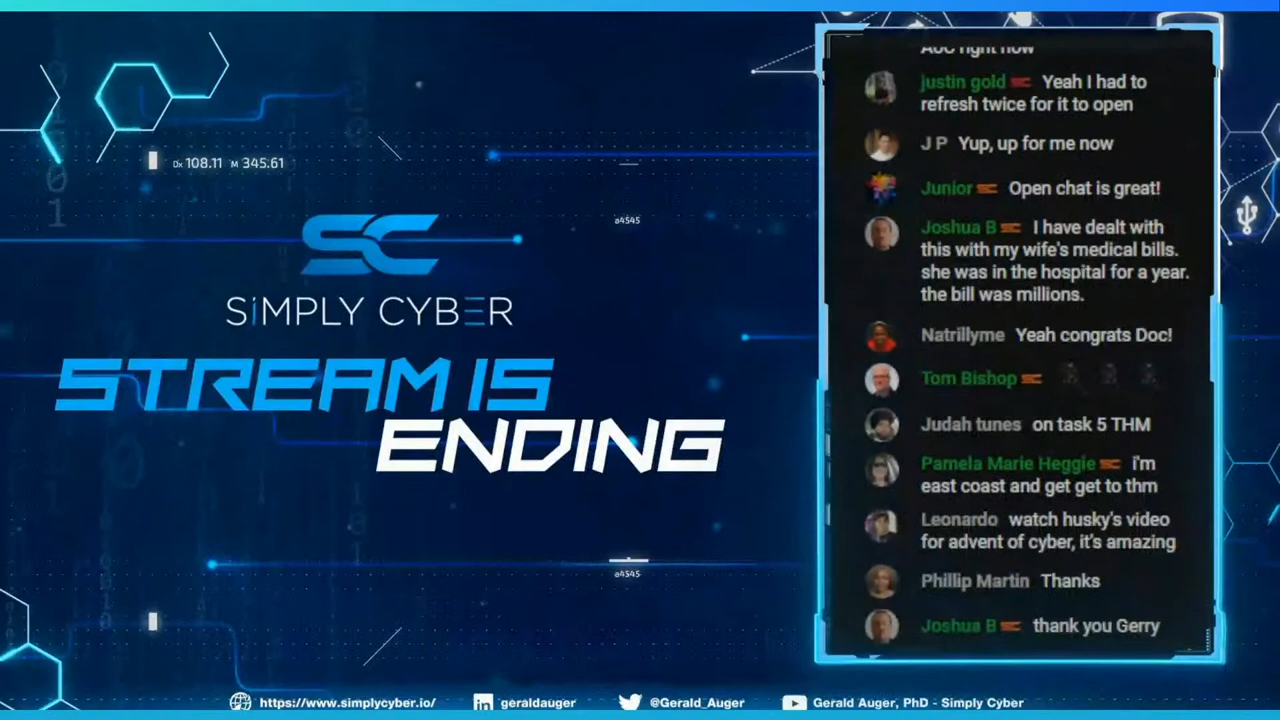 Dx 108.11 M 345.61
a4545
SC
SiMPLY CYBER
STREAM IS
ENDING
a4545
AoC right now
justin gold Yeah I had to
refresh twice for it to open
J P Yup, up for me now
Junior Open chat is great!
Joshua B I have dealt with
this with my wife's medical bills.
she was in the hospital for a year.
the bill was millions.
Natrillyme Yeah congrats Doc!
Tom Bishop
Judah tunes on task 5 THM
Pamela Marie Heggie i'm
east coast and get get to thm
Leonardo watch husky's video
for advent of cyber, it's amazing
Phillip Martin Thanks
Joshua B thank you Gerry
https://www.simplycyber.io/ geraldauger @Gerald_Auger Gerald Auger, PhD - Simply Cyber